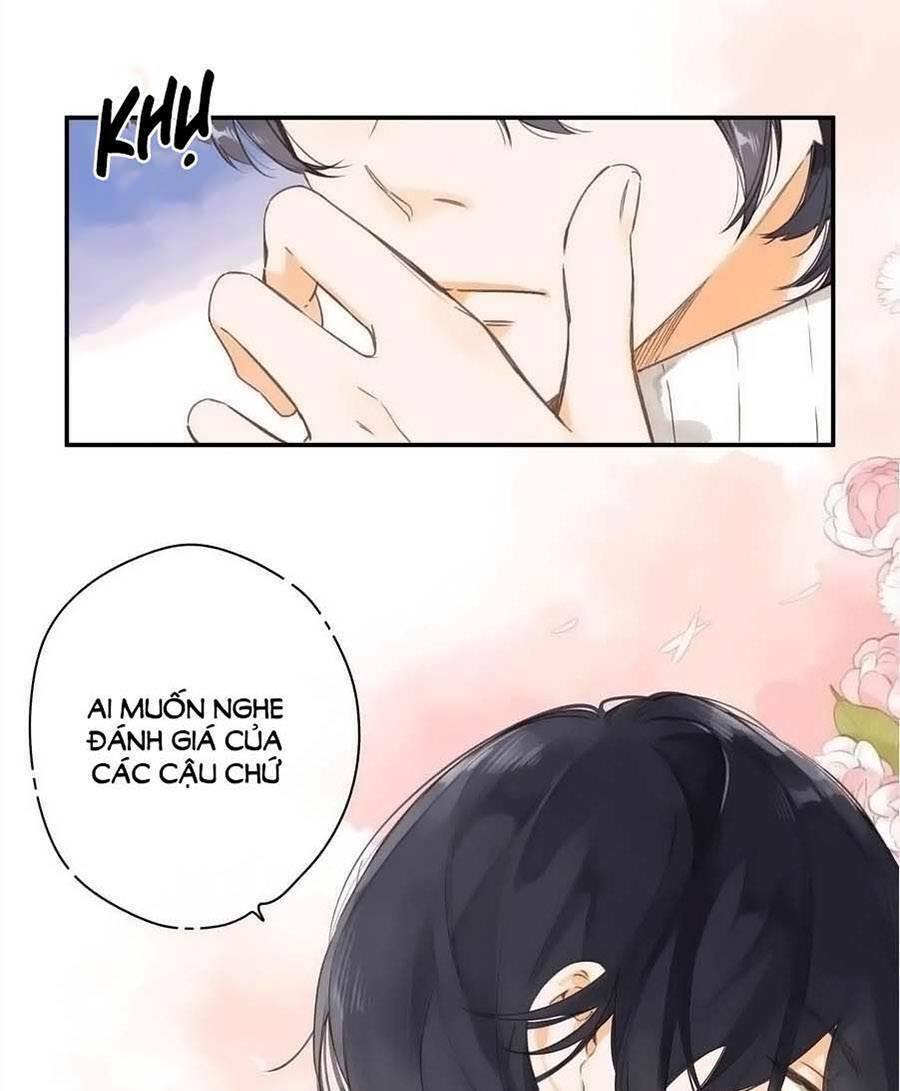 KHỤ
AI MUỐN NGHE
ĐÁNH GIÁ CỦA
CÁC CẬU CHỨ